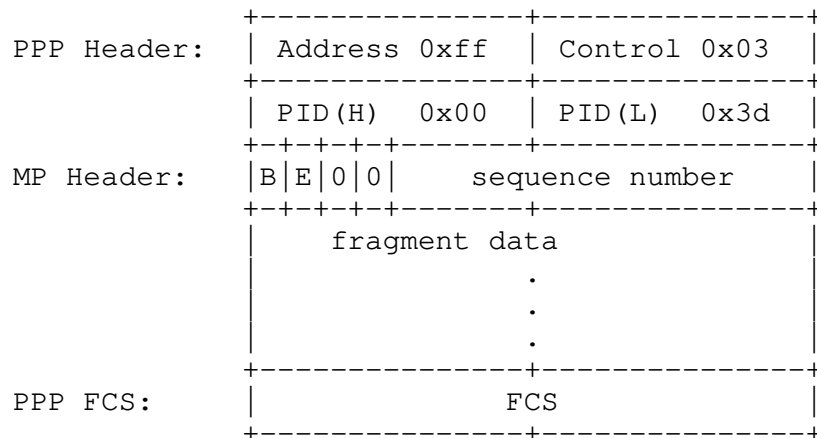 PPP Header: Address 0xff Control 0x03
PID(H) 0x00 PID(L) 0x3d
MP Header: B E 0 0 sequence number
fragment data
.
.
.
PPP FCS: FCS